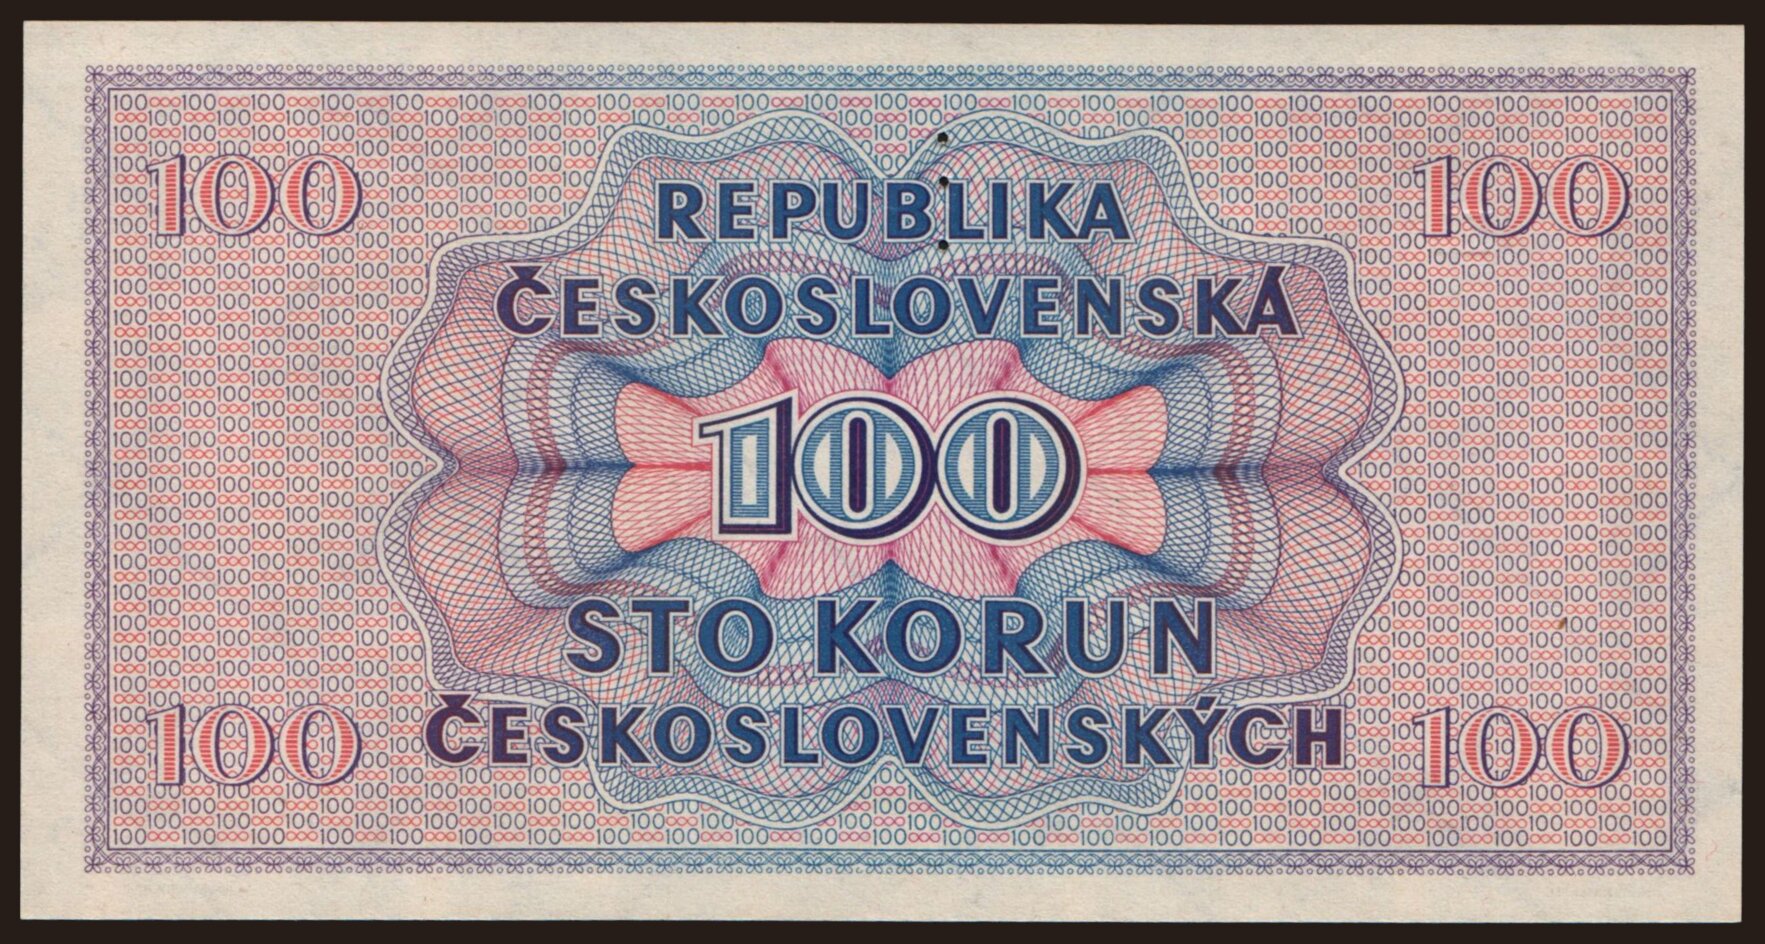 100 100
REPUBLIKA
ČESKOSLOVENSKÁ
100
STO KORUN
ČESKOSLOVENSKÝCH
100 100